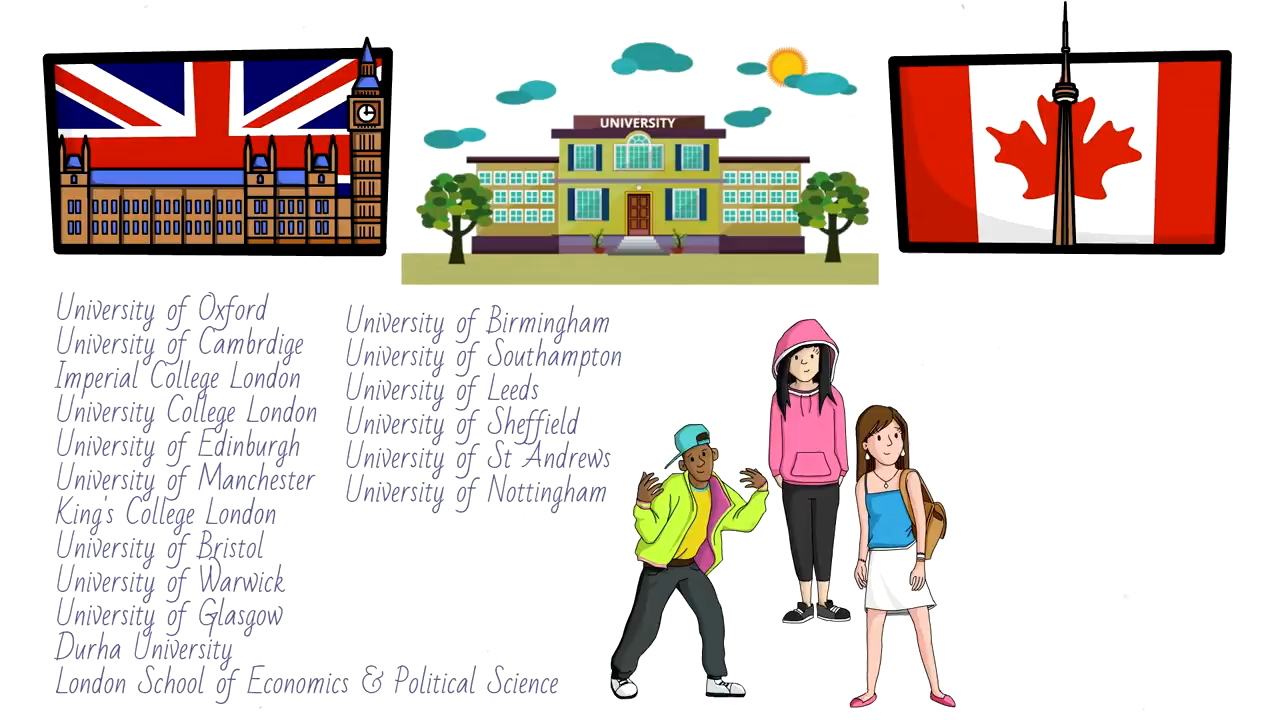 UNIVERSITY
University of Oxford
University of Cambrdige
Imperial College London
University College London
University of Edinburgh
University of Manchester
King's College London
University of Bristol
University of Warwick
University of Glasgow
Durha University
London School of Economics & Political Science
University of Birmingham
University of Southampton
University of Leeds
University of Sheffield
University of St Andrews
University of Nottingham